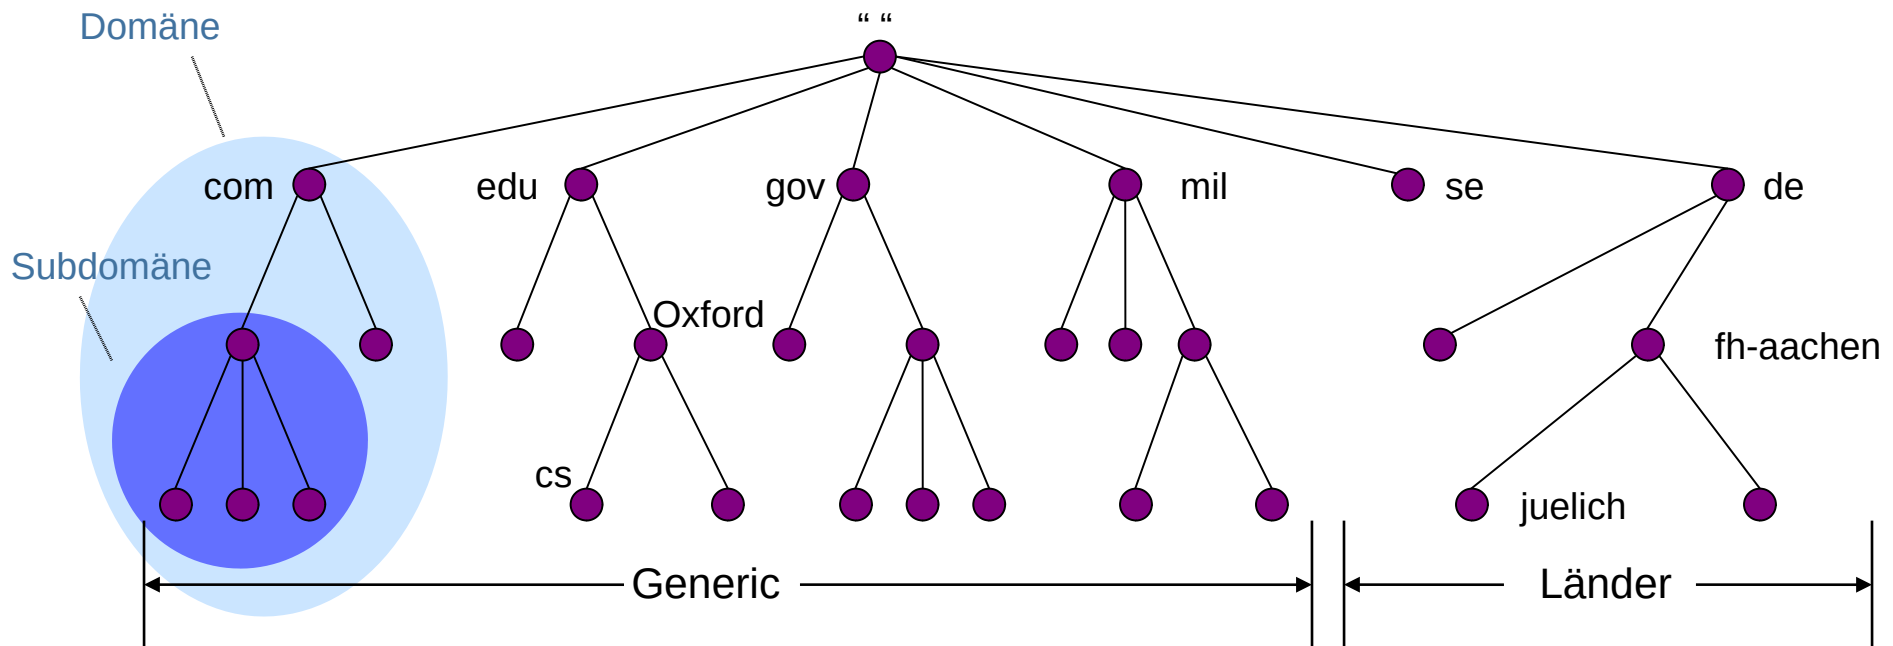 Domäne
“ “
com
edu
gov
mil
se
de
Subdomäne
Oxford
fh-aachen
cs
juelich
Generic
Länder